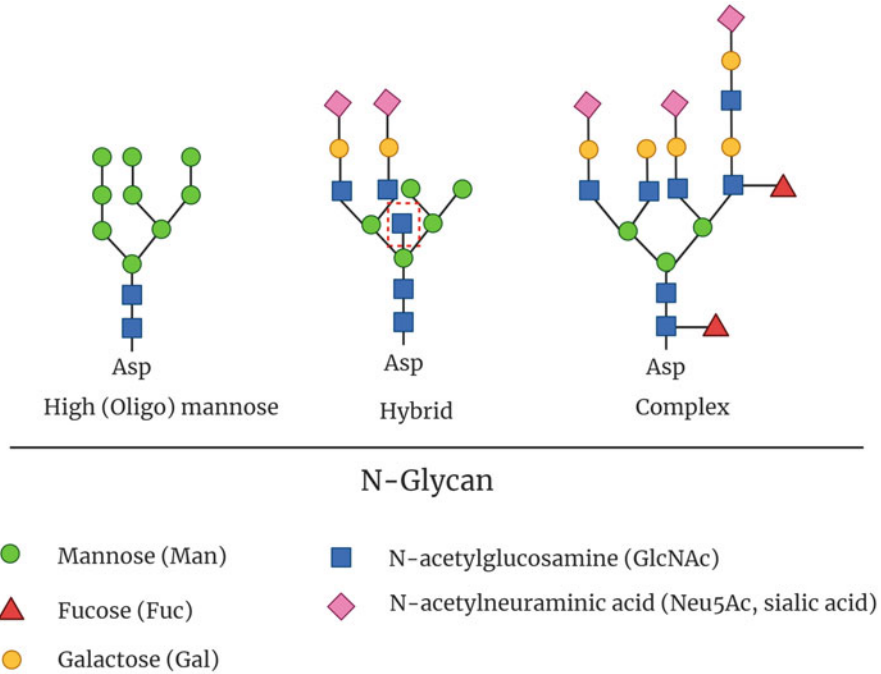 Asp
High (Oligo) mannose
Asp
Hybrid
Asp
Complex
N-Glycan
Mannose (Man)
N-acetylglucosamine (GlcNAc)
Fucose (Fuc)
N-acetylneuraminic acid (Neu5Ac, sialic acid)
Galactose (Gal)